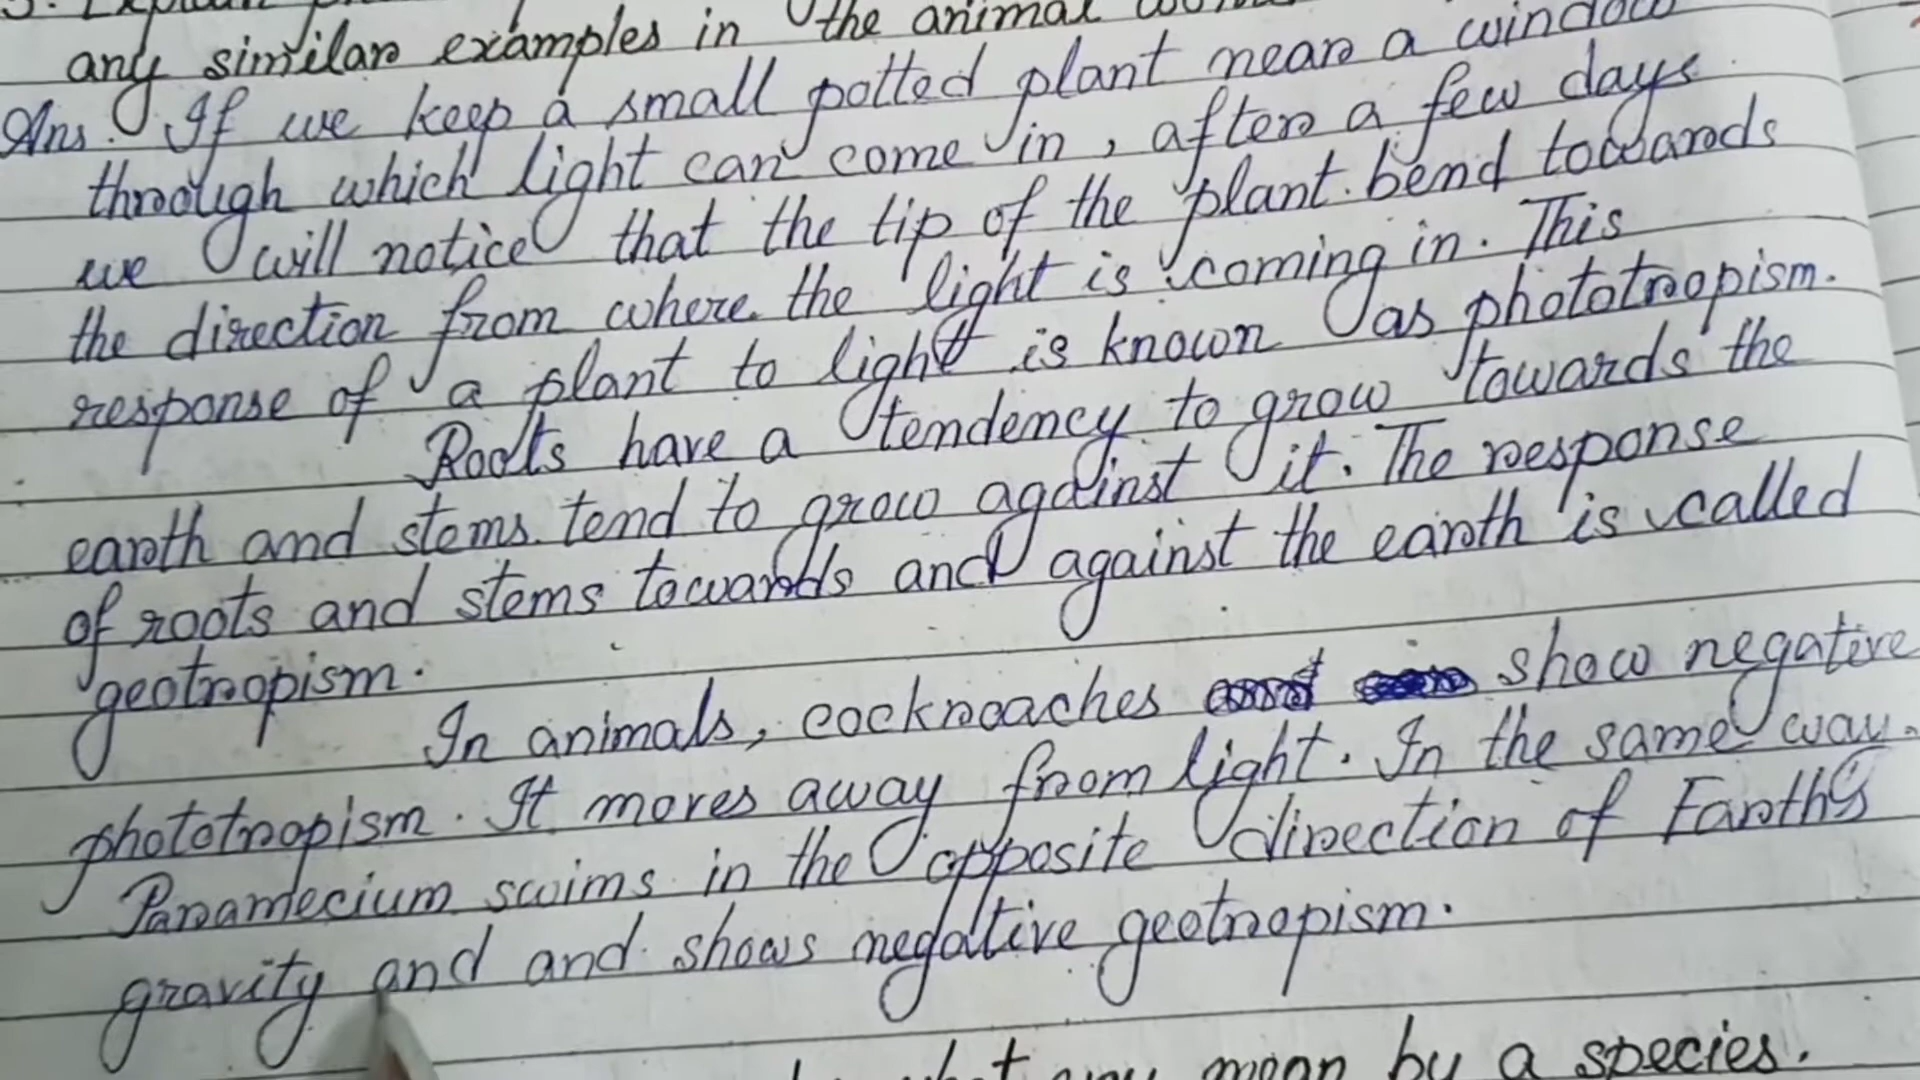 any similar examples in the animal
Ans. If we keep a small potted plant near a window
through which light can come in, after a few days
we will notice that the tip of the plant bend towards
the direction from where the light is coming in. This
response of a plant to light is known as phototropism.
Roots have a tendency to grow towards the
earth and stems tend to grow against it. The response
of roots and stems towards and against the earth is called
geotropism.
In animals, cockroaches show negative
phototropism. It moves away from light. In the same way.
Paramecium swims in the opposite direction of Earth's
gravity and and shows negative geotropism.
mean by a species.